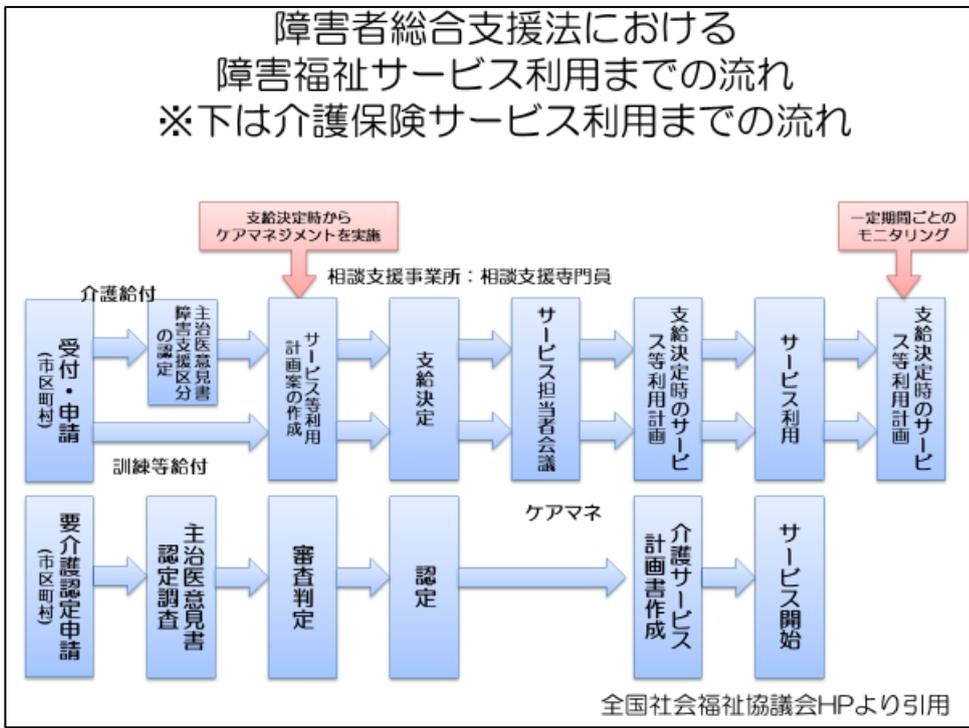 障害者総合支援法における
障害福祉サービス利用までの流れ
※下は介護保険サービス利用までの流れ
支給決定時から
ケアマネジメントを実施
一定期間ごとの
モニタリング
相談支援事業所：相談支援専門員
介護給付
受付・申請
（市区町村）
主治医意見書
障害支援区分
の認定
サービス等利用
計画案の作成
支給決定
サービス担当者会議
支給決定時のサービ
ス等利用計画
サービス利用
支給決定時のサービ
ス等利用計画
訓練等給付
要介護認定申請
（市区町村）
主治医意見書
認定調査
審査判定
認定
ケアマネ
介護サービス
計画書作成
サービス開始
全国社会福祉協議会HPより引用